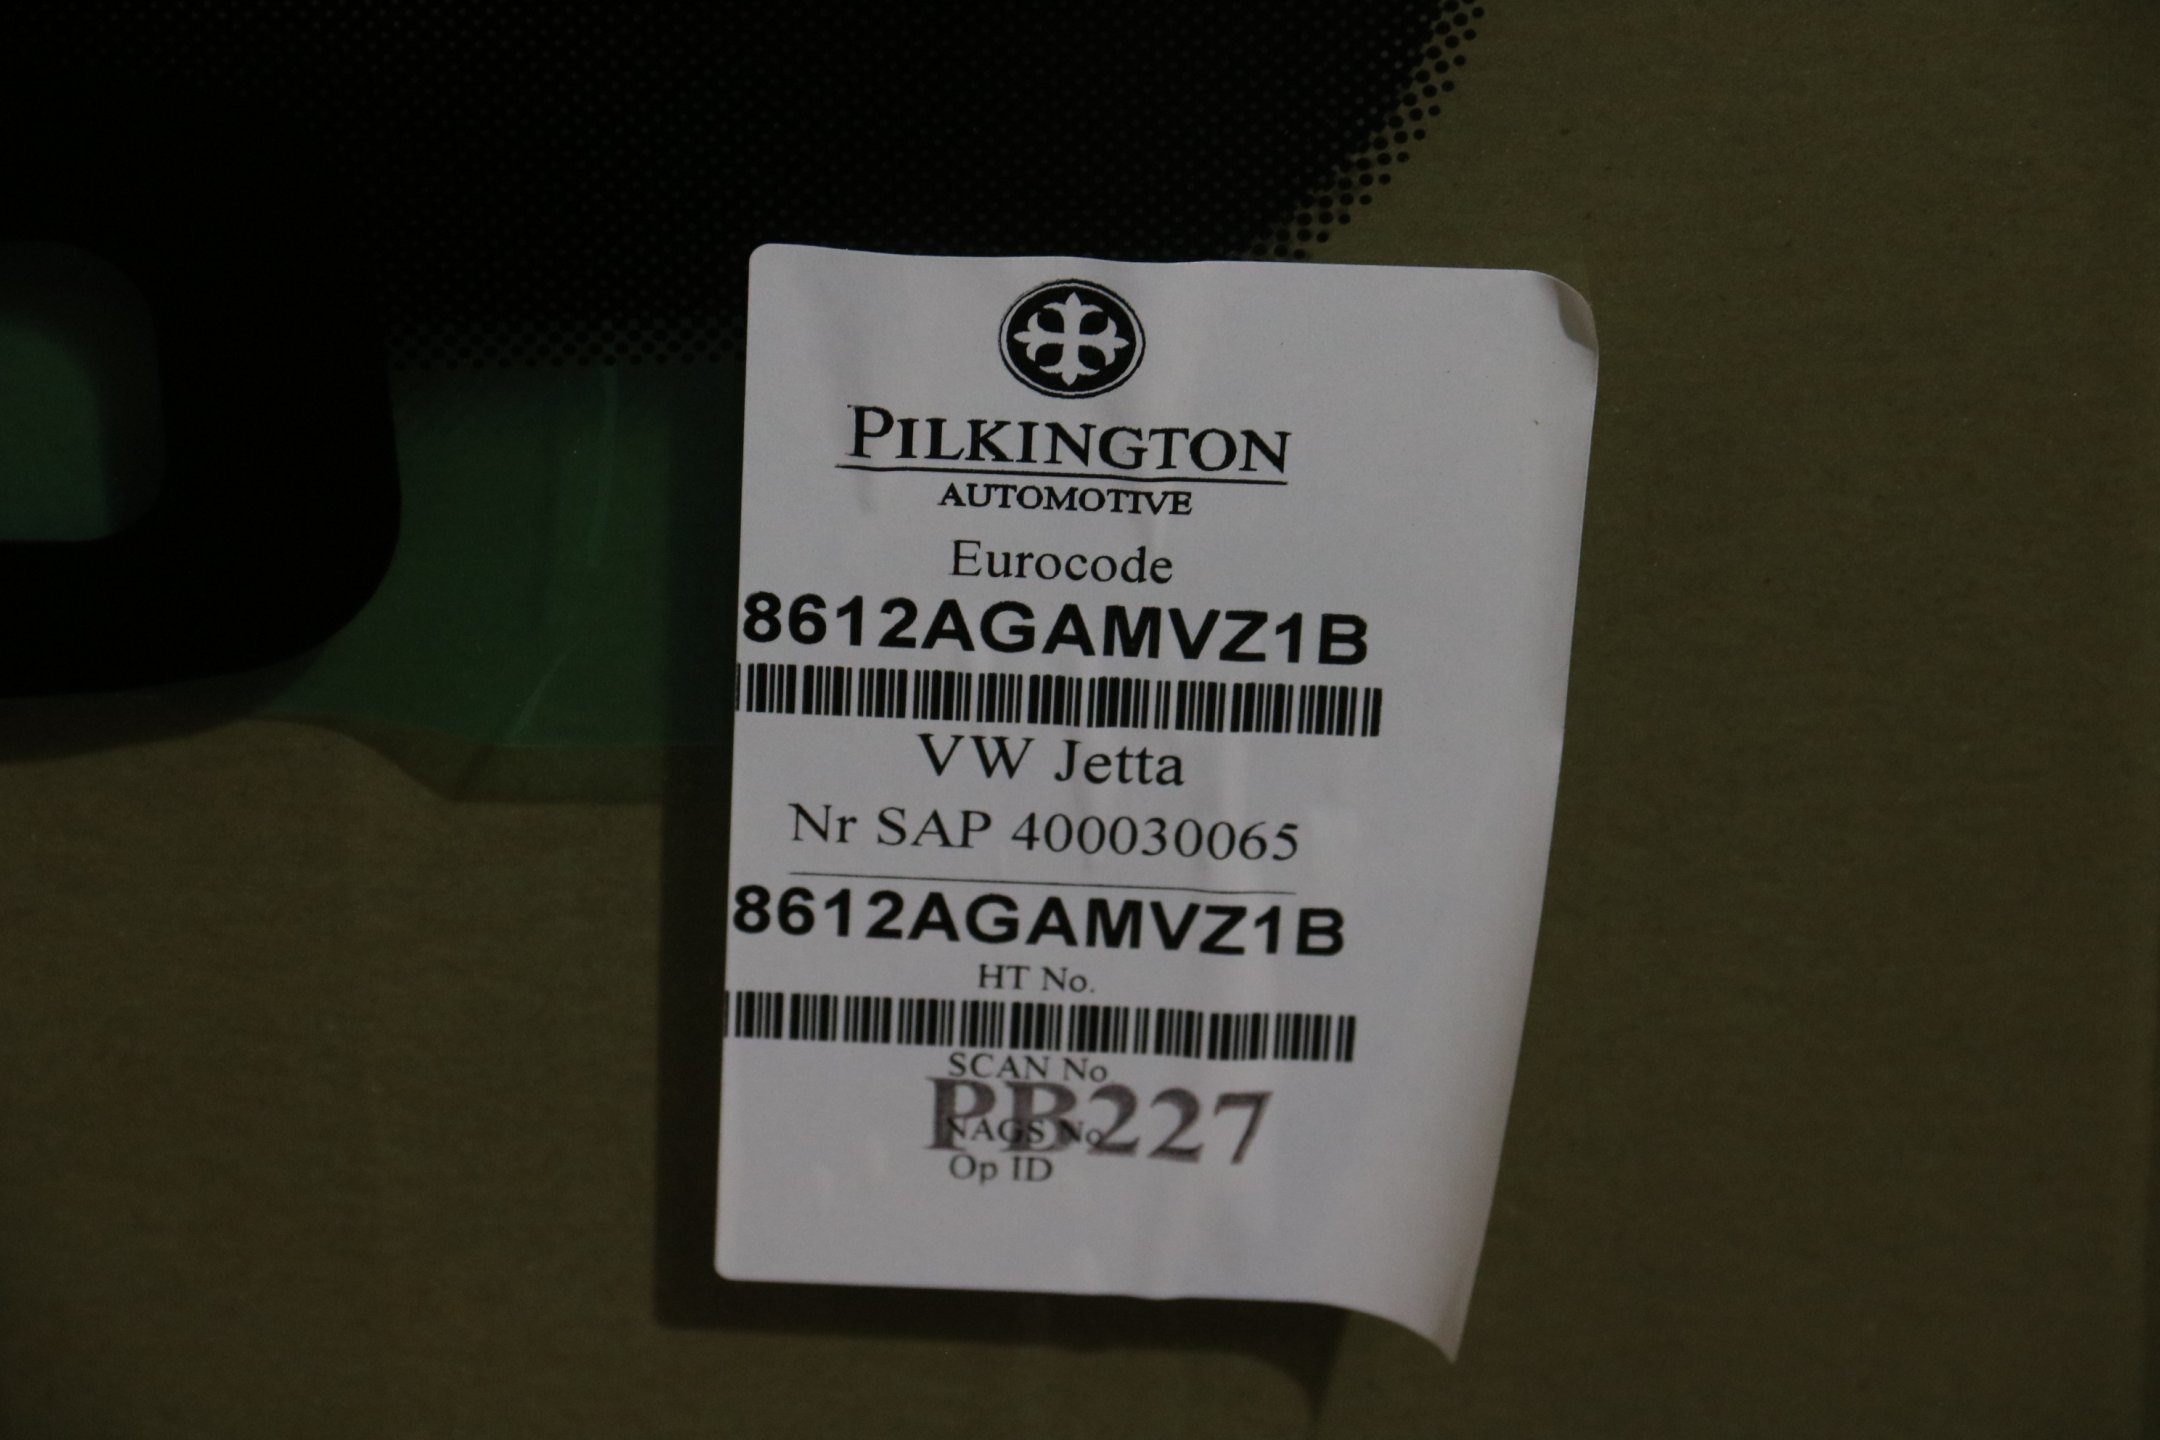 PILKINGTON
AUTOMOTIVE
Eurocode
8612AGAMVZ1B
VW Jetta
Nr SAP 400030065
8612AGAMVZ1B
HT No.
SCAN No
PB227
NAGS No
Op ID